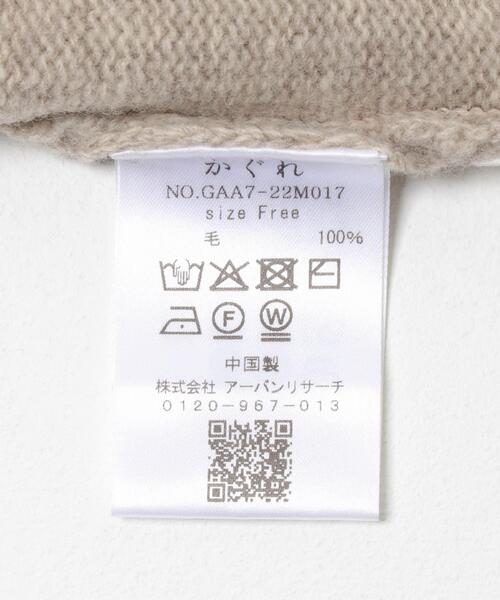 かぐれ
NO.GAA7-22M017
size Free
毛 100%
F W
中国製
株式会社 アーバンリサーチ
0120-967-013